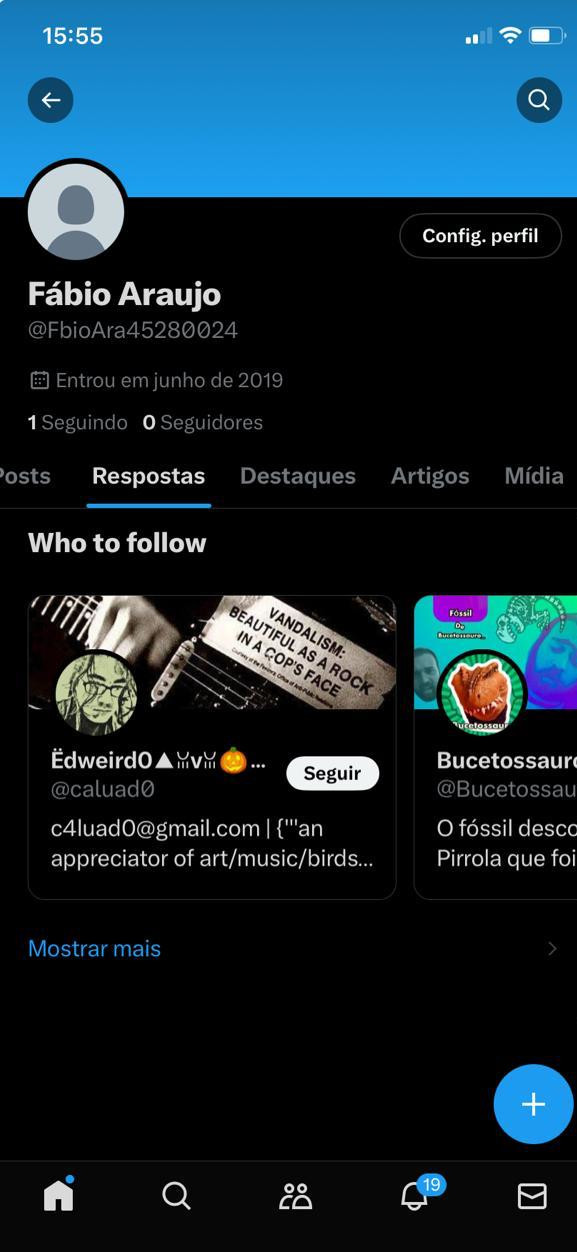 15:55
Config. perfil
Fábio Araujo
@FbioAra45280024
Entrou em junho de 2019
1 Seguindo 0 Seguidores
Posts Respostas Destaques Artigos Mídia
Who to follow
VANDALISM:
BEAUTIFUL AS A ROCK
IN A COP'S FACE
Fóssil
Do
Bucetossauro
Bucetossau
Ëdweird0▲ꑛvꑛ🎃...
Seguir
@caluad0
c4luad0@gmail.com | {'"an
appreciator of art/music/birds...
Bucetossauro
@Bucetossau
O fóssil desco
Pirrola que foi
Mostrar mais
19